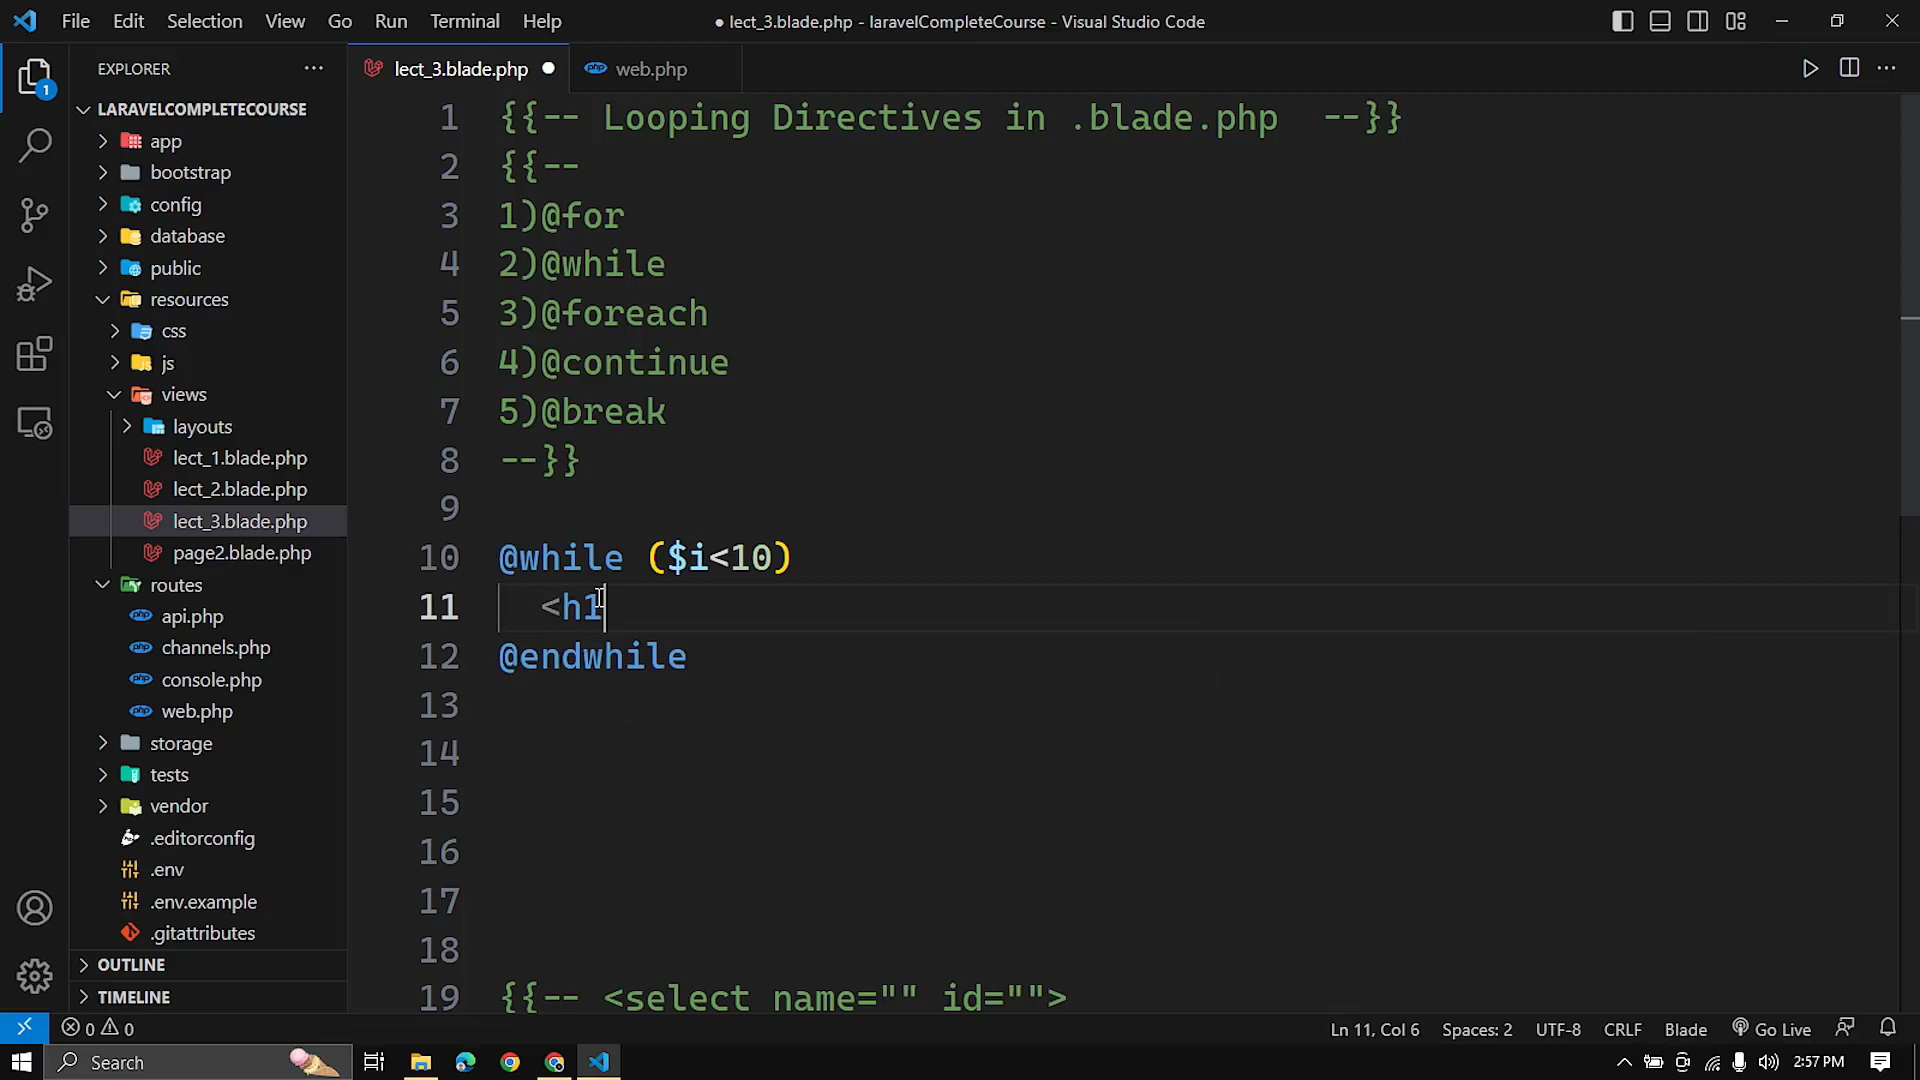 File Edit Selection View Go Run Terminal Help
● lect_3.blade.php - laravelCompleteCourse - Visual Studio Code
1
EXPLORER
LARAVELCOMPLETECOURSE
app
bootstrap
config
database
public
resources
css
js
views
layouts
lect_1.blade.php
lect_2.blade.php
lect_3.blade.php
page2.blade.php
routes
api.php
channels.php
console.php
web.php
storage
tests
vendor
.editorconfig
.env
.env.example
.gitattributes
OUTLINE
TIMELINE
lect_3.blade.php ● web.php
1 {{-- Looping Directives in .blade.php --}}
2 {{--
3 1)@for
4 2)@while
5 3)@foreach
6 4)@continue
7 5)@break
8 --}}
9
10 @while ($i<10)
11 <h1
12 @endwhile
13
14
15
16
17
18
19 {{-- <select name="" id="">
0 0 Ln 11, Col 6 Spaces: 2 UTF-8 CRLF Blade Go Live
Search 2:57 PM